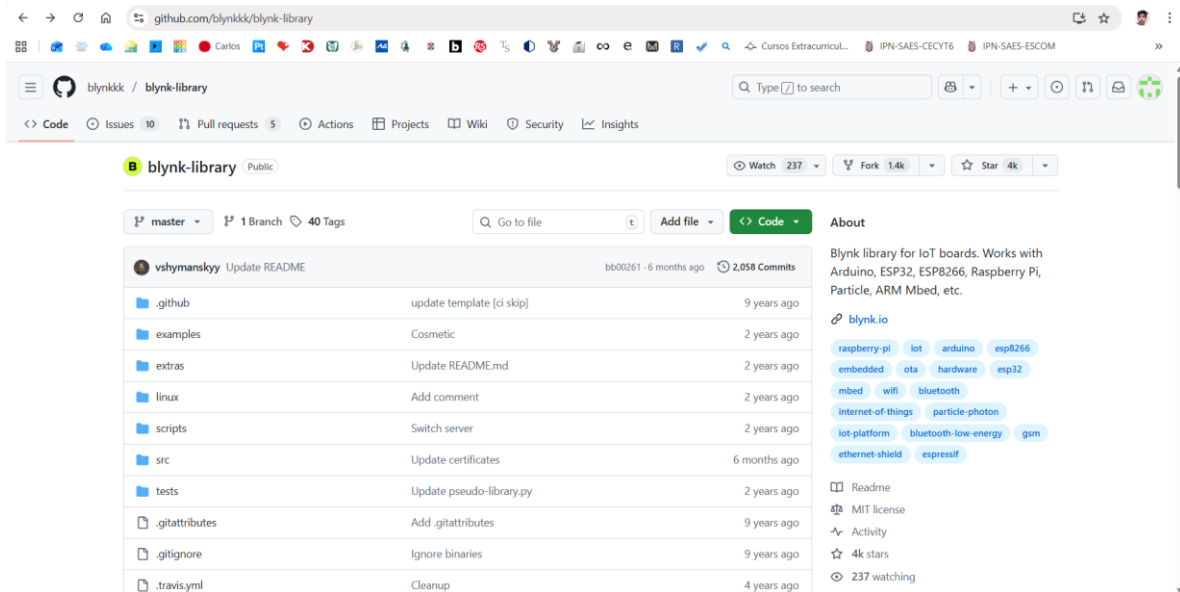 github.com/blynkkk/blynk-library
Carlos
Cursos Extracurricul...
IPN-SAES-CECYT6
IPN-SAES-ESCOM
blynkkk / blynk-library
Type / to search
Code
Issues 10
Pull requests 5
Actions
Projects
Wiki
Security
Insights
B blynk-library Public
Watch 237
Fork 1.4k
Star 4k
master
1 Branch
40 Tags
Go to file t
Add file
Code
About
vshymanskyy Update README bb00261 · 6 months ago 2,058 Commits
.github update template [ci skip] 9 years ago
examples Cosmetic 2 years ago
extras Update README.md 2 years ago
linux Add comment 2 years ago
scripts Switch server 2 years ago
src Update certificates 6 months ago
tests Update pseudo-library.py 2 years ago
.gitattributes Add .gitattributes 9 years ago
.gitignore Ignore binaries 9 years ago
.travis.yml Cleanup 4 years ago
Blynk library for IoT boards. Works with
Arduino, ESP32, ESP8266, Raspberry Pi,
Particle, ARM Mbed, etc.
blynk.io
raspberry-pi iot arduino esp8266
embedded ota hardware esp32
mbed wifi bluetooth
internet-of-things particle-photon
iot-platform bluetooth-low-energy gsm
ethernet-shield espressif
Readme
MIT license
Activity
4k stars
237 watching